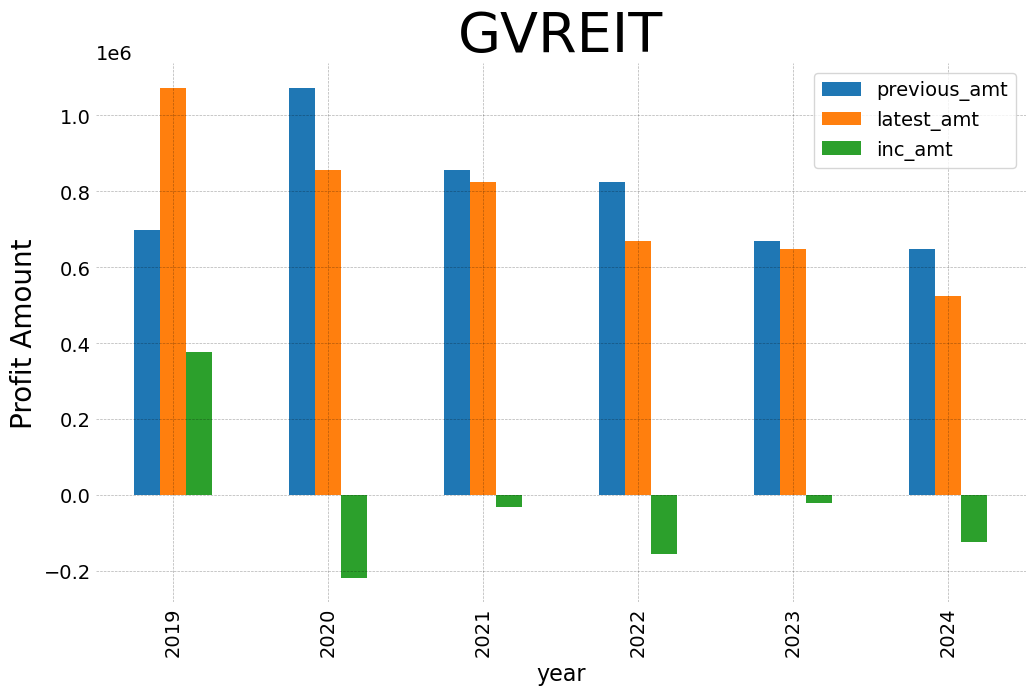 GVREIT
1e6
previous_amt
latest_amt
inc_amt
Profit Amount
1.0
0.8
0.6
0.4
0.2
0.0
−0.2
2019
2020
2021
2022
2023
2024
year